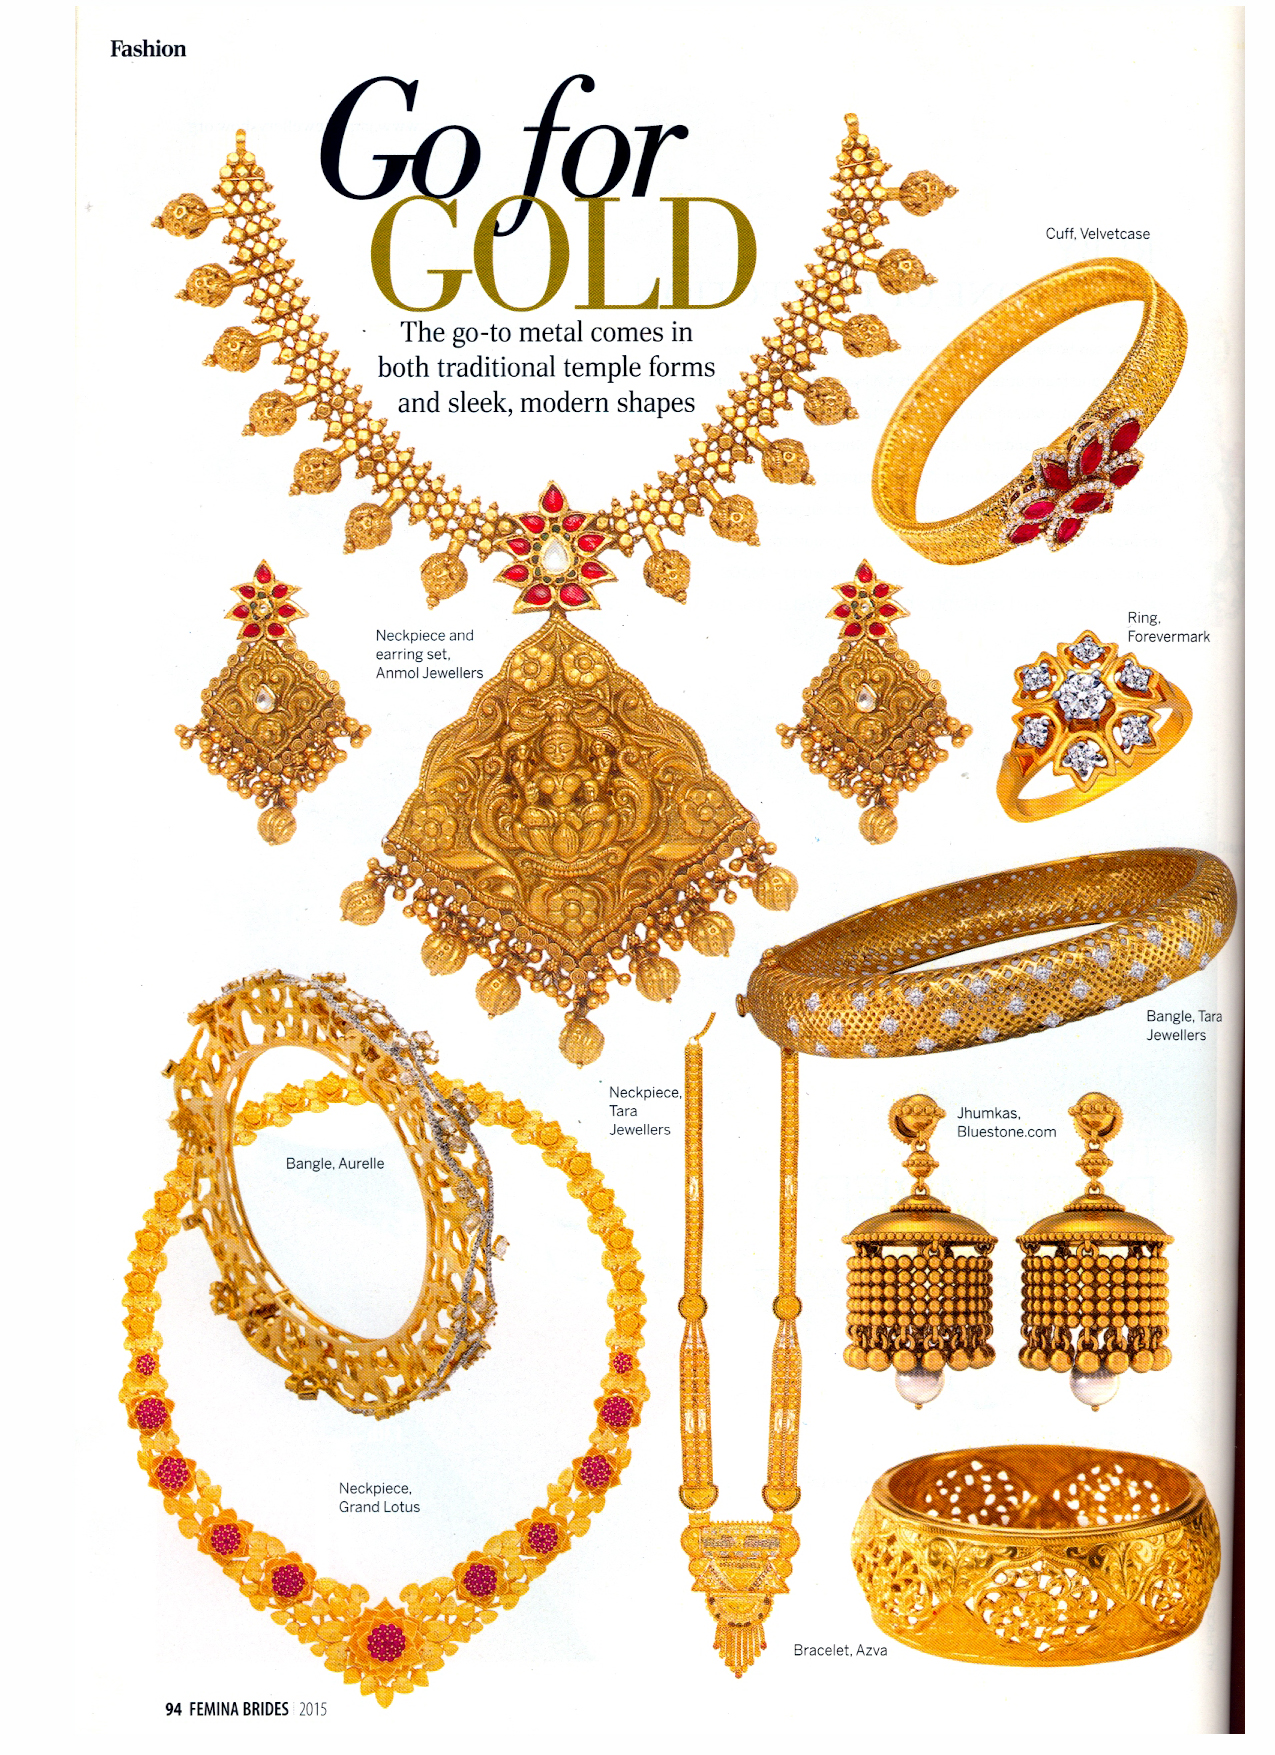 Fashion
Go for
GOLD
The go-to metal comes in
both traditional temple forms
and sleek, modern shapes
Cuff, Velvetcase
Neckpiece and
earring set,
Anmol Jewellers
Ring,
Forevermark
Bangle, Tara
Jewellers
Neckpiece,
Tara
Jewellers
Jhumkas,
Bluestone.com
Bangle, Aurelle
Neckpiece,
Grand Lotus
Bracelet, Azva
94 FEMINA BRIDES | 2015